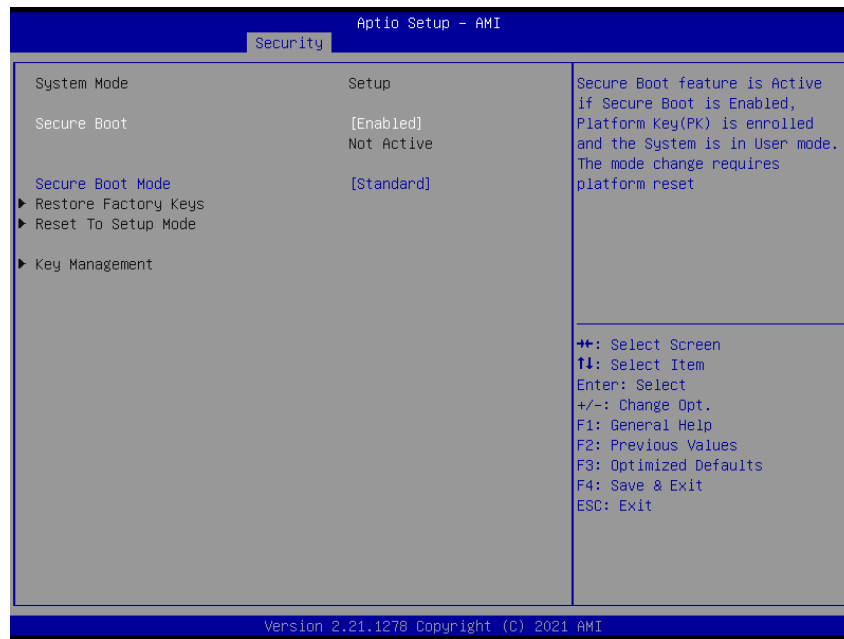 Aptio Setup - AMI
Security
System Mode Setup
Secure Boot [Enabled]
Not Active
Secure Boot Mode [Standard]
▶ Restore Factory Keys
▶ Reset To Setup Mode
▶ Key Management
Secure Boot feature is Active
if Secure Boot is Enabled,
Platform Key(PK) is enrolled
and the System is in User mode.
The mode change requires
platform reset
→←: Select Screen
↑↓: Select Item
Enter: Select
+/-: Change Opt.
F1: General Help
F2: Previous Values
F3: Optimized Defaults
F4: Save & Exit
ESC: Exit
Version 2.21.1278 Copyright (C) 2021 AMI